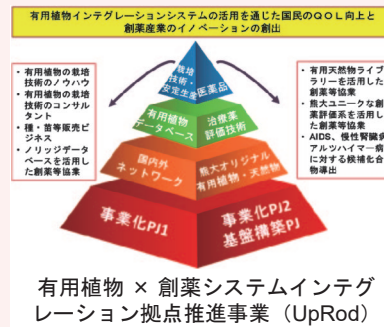 有用植物インテグレーションシステムの活用を通じた国民のQOL向上と
創薬産業のイノベーションの創出
・有用植物の栽培
技術のノウハウ
・有用植物の栽培
技術のコンサル
タント
・種・苗等販売ビ
ジネス
・ノリッジデータ
ベースを活用し
た創薬等協業
栽培
技術・
安定生産
医薬品
有用植物
データベース
治療薬
評価技術
国内外
ネットワーク
熊大オリジナル
有用植物・天然物
事業化PJ1
事業化PJ2
基盤構築PJ
・有用天然物ライブ
ラリーを活用した
創薬等協業
・熊大ユニークな創
薬評価系を活用し
た創薬等協業
・AIDS、慢性腎臓病
アルツハイマー病
に対する候補化合
物導出
有用植物 × 創薬システムインテグ
レーション拠点推進事業（UpRod）